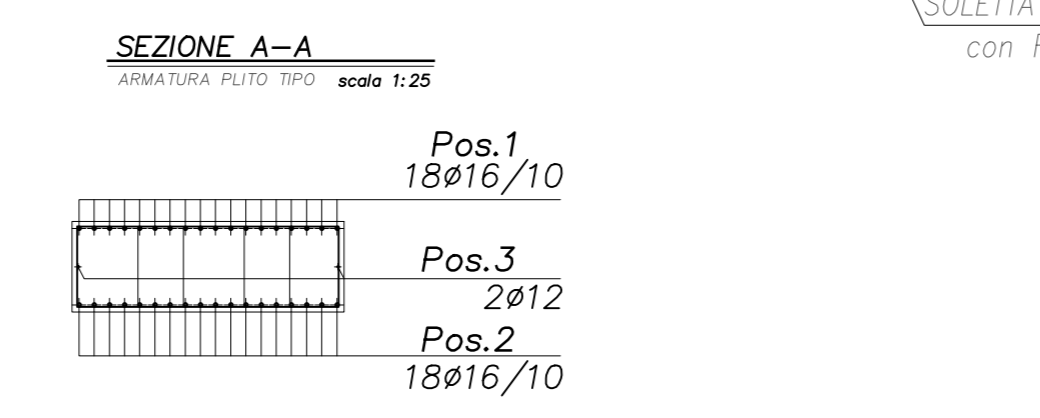 SEZIONE A-A
ARMATURA PLITO TIPO scala 1:25
Pos.1
18ø16/10
Pos.3
2ø12
Pos.2
18ø16/10
SOLETTA
con